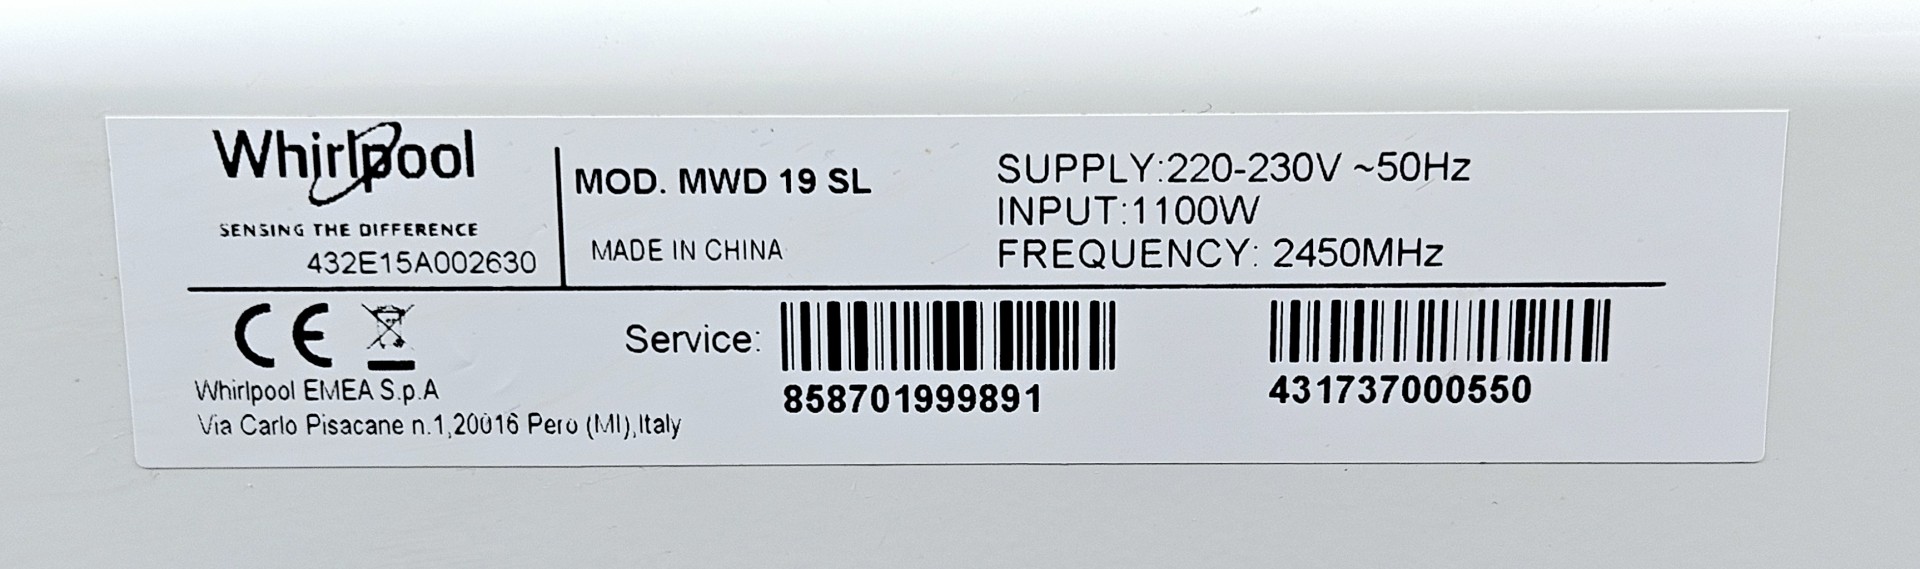 Whirlpool
SENSING THE DIFFERENCE
432E15A002630
MOD. MWD 19 SL
MADE IN CHINA
SUPPLY:220-230V ~50Hz
INPUT:1100W
FREQUENCY: 2450MHz
CE
Whirlpool EMEA S.p.A
Via Carlo Pisacane n.1,20016 Pero (MI),Italy
Service:
858701999891
431737000550